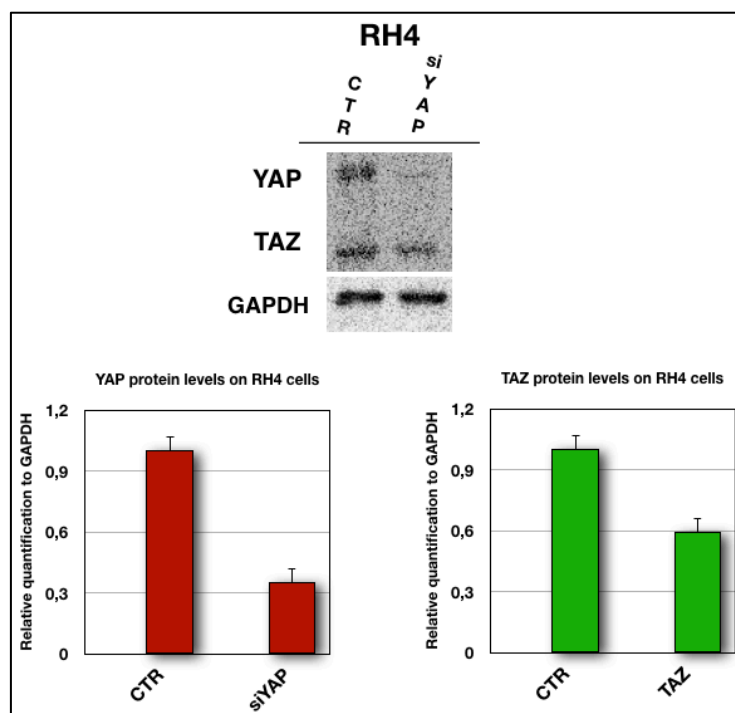 RH4
CTR
siYAP
YAP
TAZ
GAPDH
YAP protein levels on RH4 cells
Relative quantification to GAPDH
1,2
0,9
0,6
0,3
0
CTR
siYAP
TAZ protein levels on RH4 cells
Relative quantification to GAPDH
1,2
0,9
0,6
0,3
0
CTR
TAZ